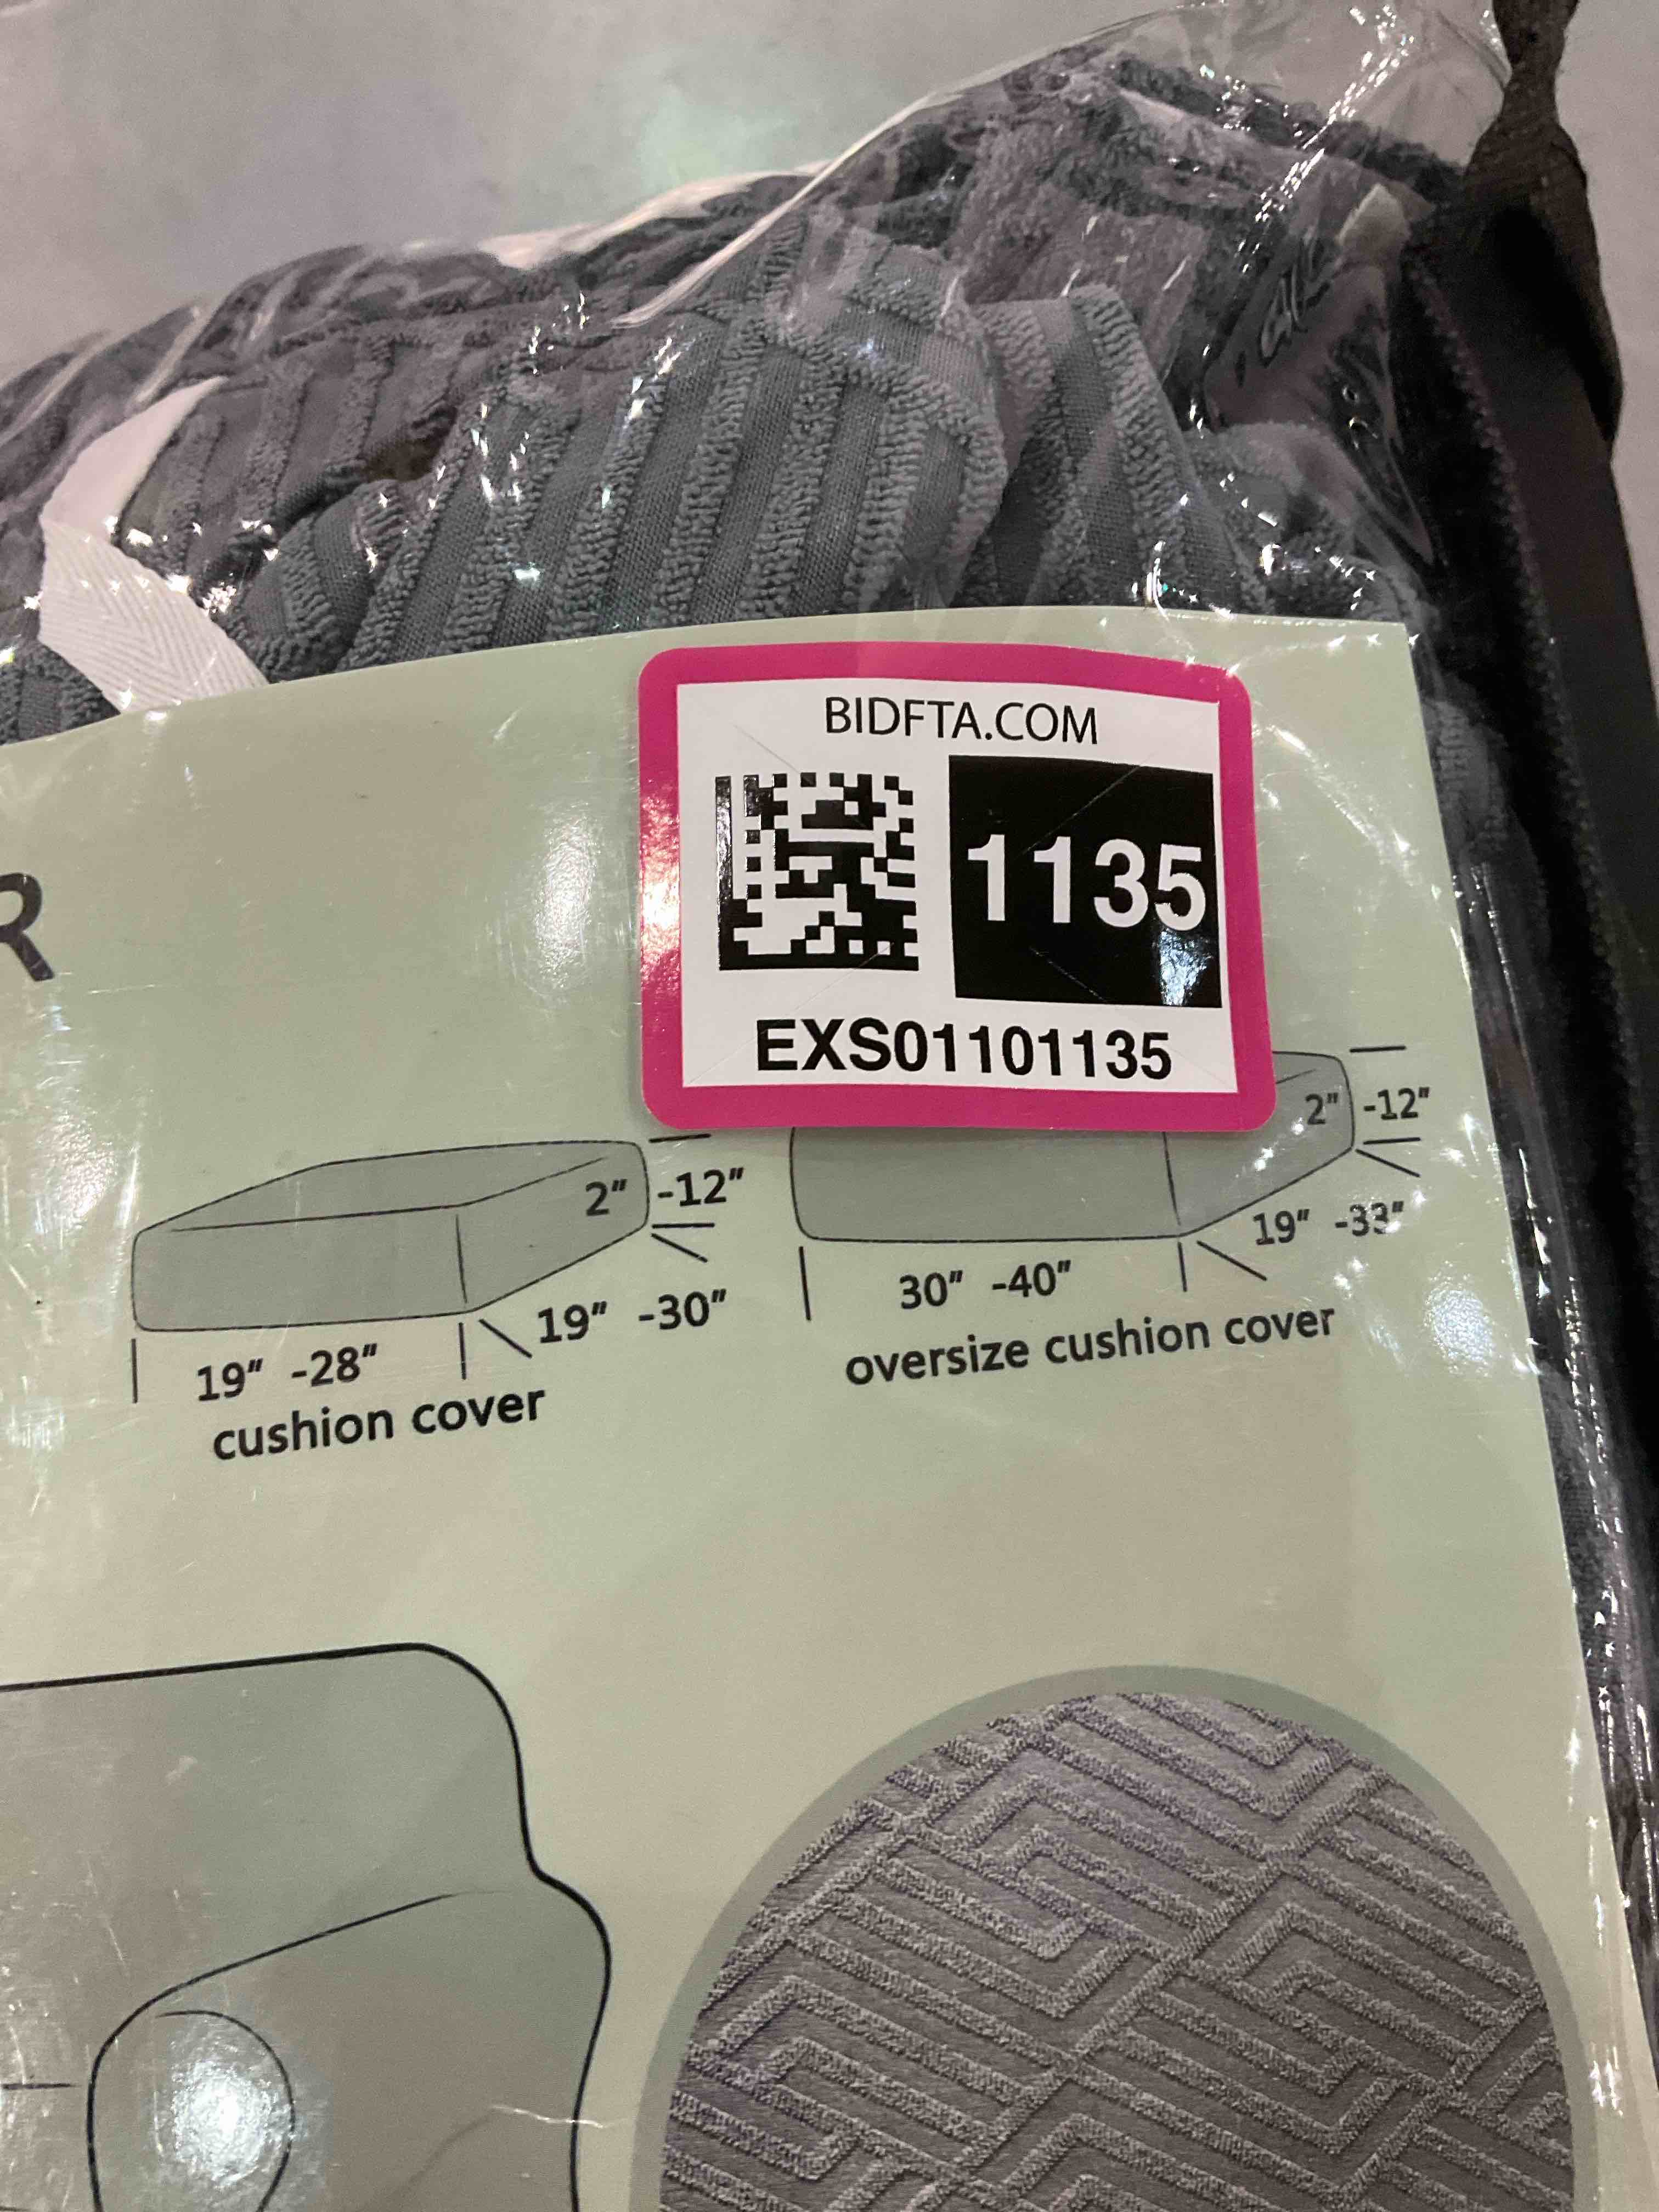 BIDFTA.COM
1135
EXS01101135
R
2" -12"
19" -30"
19" -28"
cushion cover
2" -12"
19" -33"
30" -40"
oversize cushion cover